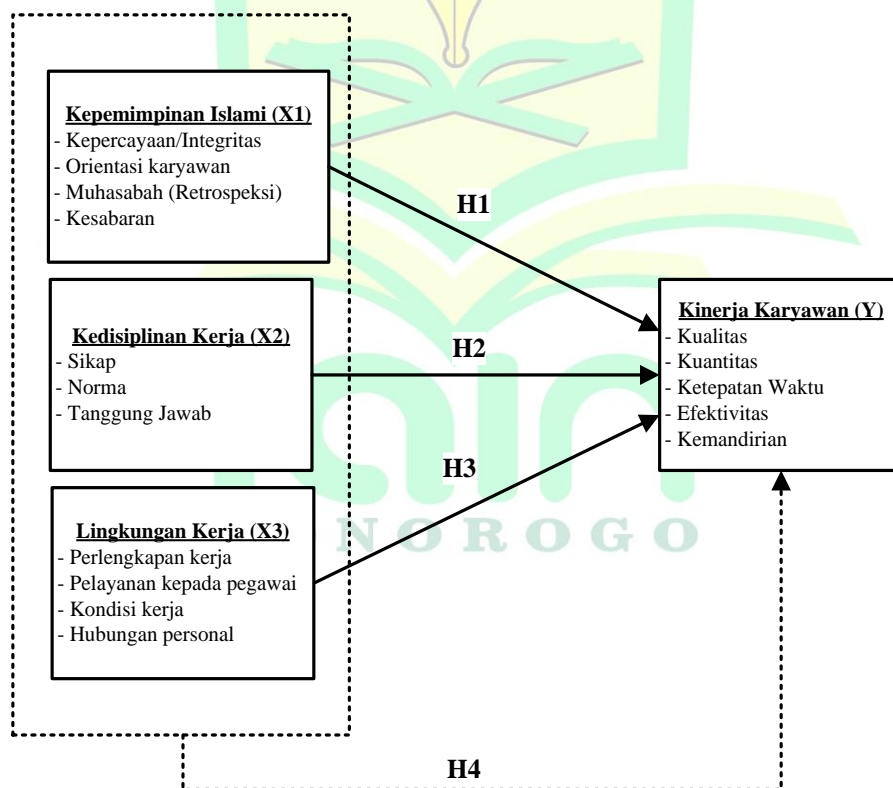 Kepemimpinan Islami (X1)
- Kepercayaan/Integritas
- Orientasi karyawan
- Muhasabah (Retrospeksi)
- Kesabaran
H1
Kedisiplinan Kerja (X2)
- Sikap
- Norma
- Tanggung Jawab
H2
Kinerja Karyawan (Y)
- Kualitas
- Kuantitas
- Ketepatan Waktu
- Efektivitas
- Kemandirian
H3
Lingkungan Kerja (X3)
- Perlengkapan kerja
- Pelayanan kepada pegawai
- Kondisi kerja
- Hubungan personal
H4
iain
NOROGO